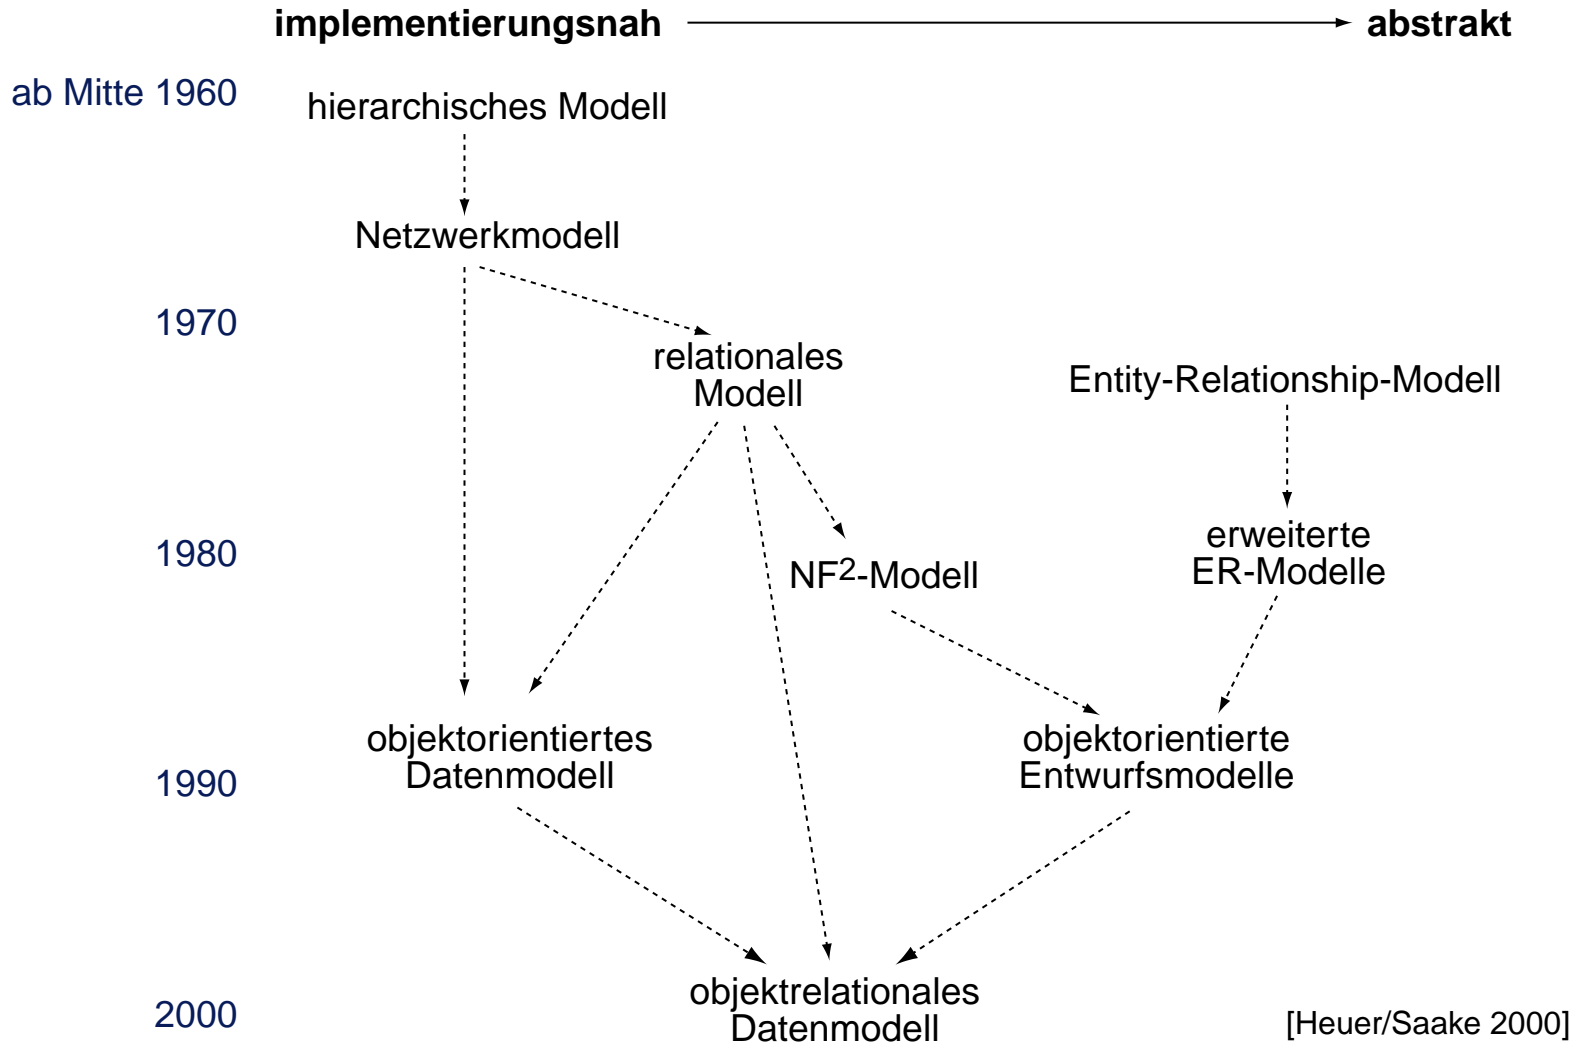 implementierungsnah
abstrakt
ab Mitte 1960
hierarchisches Modell
Netzwerkmodell
1970
relationales
Modell
Entity-Relationship-Modell
1980
NF²-Modell
erweiterte
ER-Modelle
objektorientiertes
Datenmodell
objektorientierte
Entwurfsmodelle
1990
objektrelationales
Datenmodell
2000
[Heuer/Saake 2000]